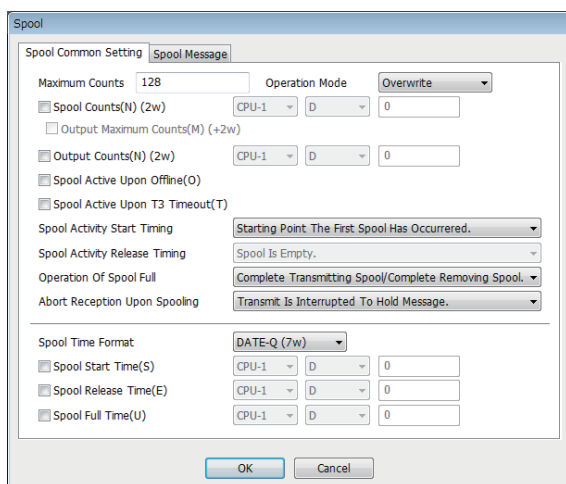 Spool
Spool Common Setting Spool Message
Maximum Counts 128 Operation Mode Overwrite
Spool Counts(N) (2w) CPU-1 D 0
Output Maximum Counts(M) (+2w)
Output Counts(N) (2w) CPU-1 D 0
Spool Active Upon Offline(O)
Spool Active Upon T3 Timeout(T)
Spool Activity Start Timing Starting Point The First Spool Has Occurrered.
Spool Activity Release Timing Spool Is Empty.
Operation Of Spool Full Complete Transmitting Spool/Complete Removing Spool.
Abort Reception Upon Spooling Transmit Is Interrupted To Hold Message.
Spool Time Format DATE-Q (7w)
Spool Start Time(S) CPU-1 D 0
Spool Release Time(E) CPU-1 D 0
Spool Full Time(U) CPU-1 D 0
OK Cancel